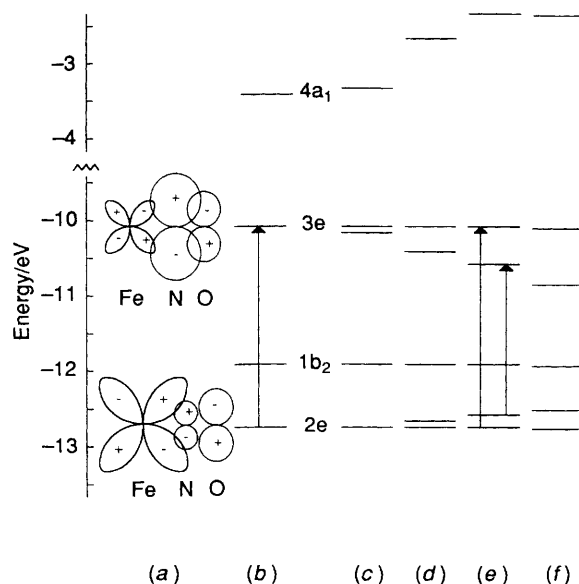 -3
4a₁
-4
+ - + -
- + - +
-10
3e
Fe N O
-11
Energy/eV
-12
1b₂
- + + -
2e
+ - - +
-13
Fe N O
(a) (b) (c) (d) (e) (f)